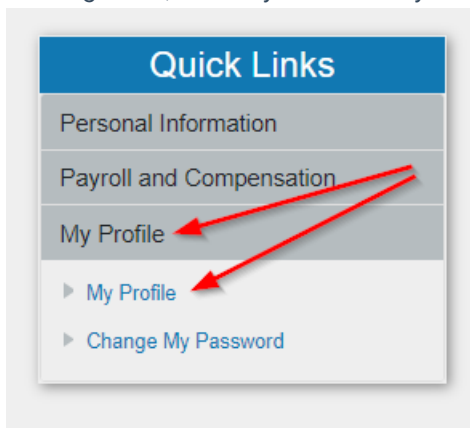 Quick Links
Personal Information
Payroll and Compensation
My Profile
My Profile
Change My Password